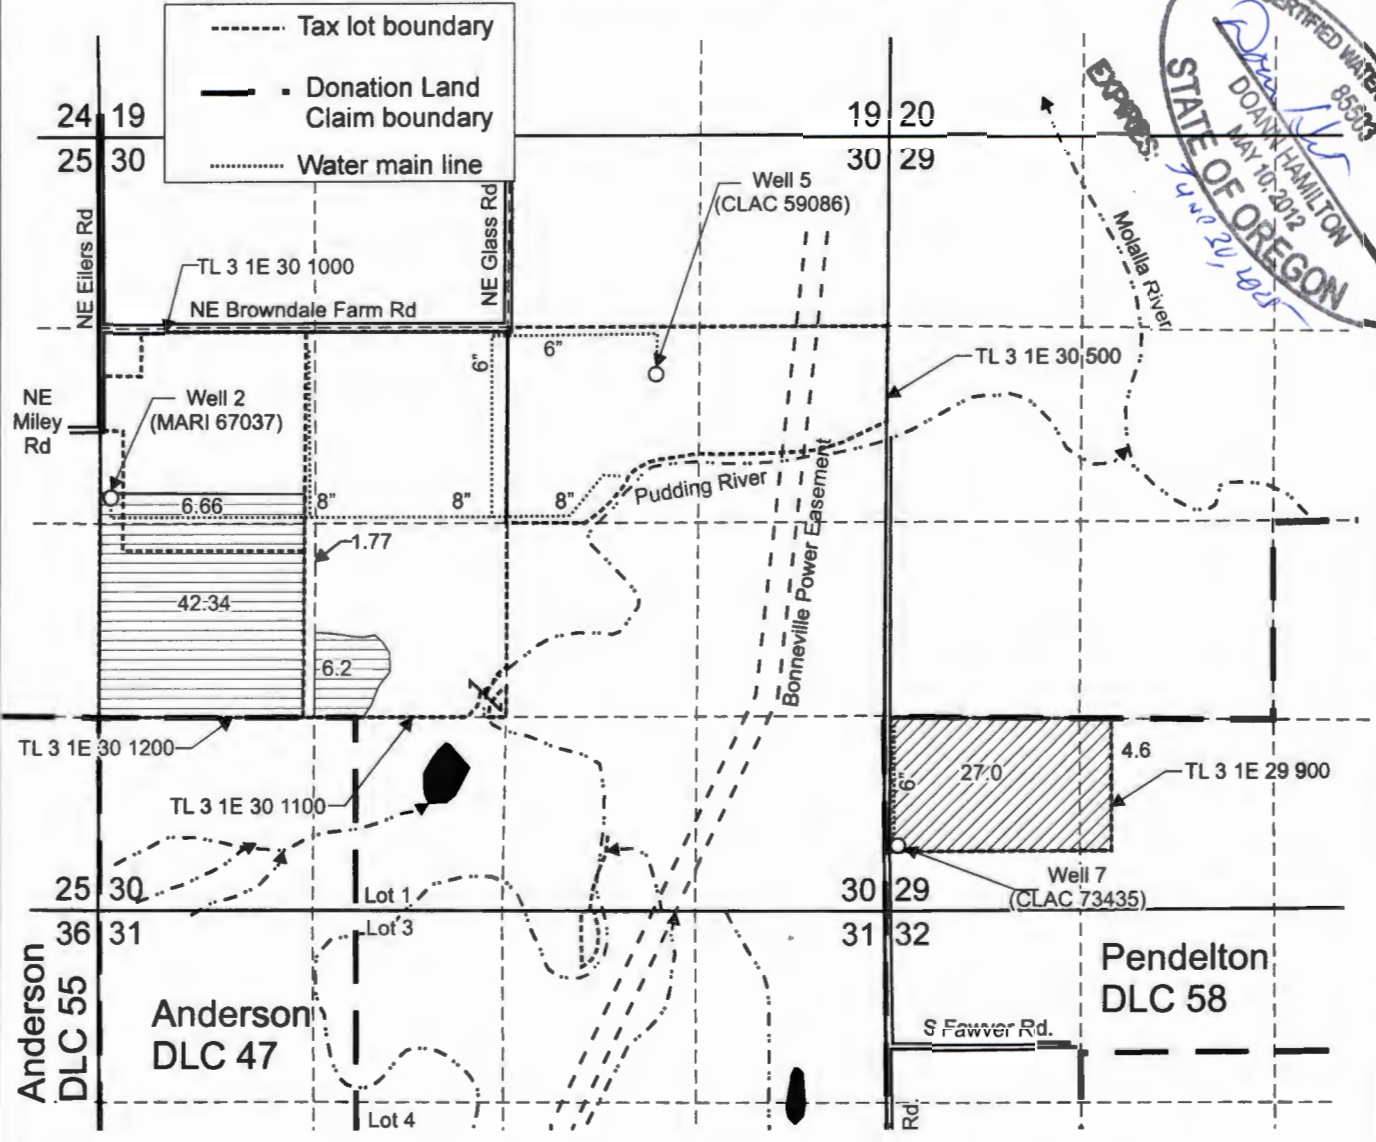 Tax lot boundary
Donation Land
Claim boundary
Water main line
24 19
25 30
19 20
30 29
CERTIFIED WATER
STATE OF OREGON
DOANN HAMILTON
MAY 10, 2012
EXPIRES:
June 30, 2025
NE Eilers Rd
NE Glass Rd
Well 5
(CLAC 59086)
Molalla River
TL 3 1E 30 1000
NE Browndale Farm Rd
6"
6"
TL 3 1E 30 500
NE
Miley
Rd
Well 2
(MARI 67037)
Pudding River
Bonneville Power Easement
6.66
8"
8"
8"
1.77
42.34
6.2
TL 3 1E 30 1200
TL 3 1E 30 1100
6"
27.0
4.6
TL 3 1E 29 900
Well 7
(CLAC 73435)
25 30
36 31
Lot 1
Lot 3
30 29
31 32
Anderson
DLC 55
Anderson
DLC 47
Pendelton
DLC 58
S Fawver Rd.
Lot 4
Rd